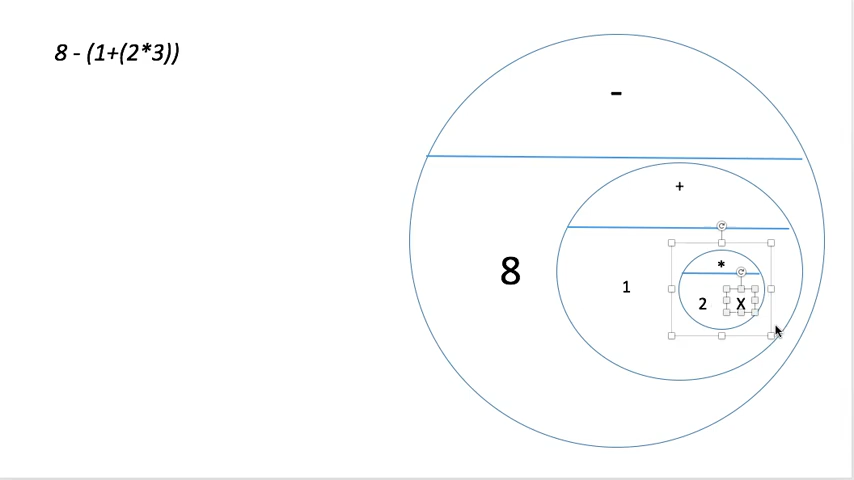 8 - (1+(2*3))
-
+
*
8
1
2 X